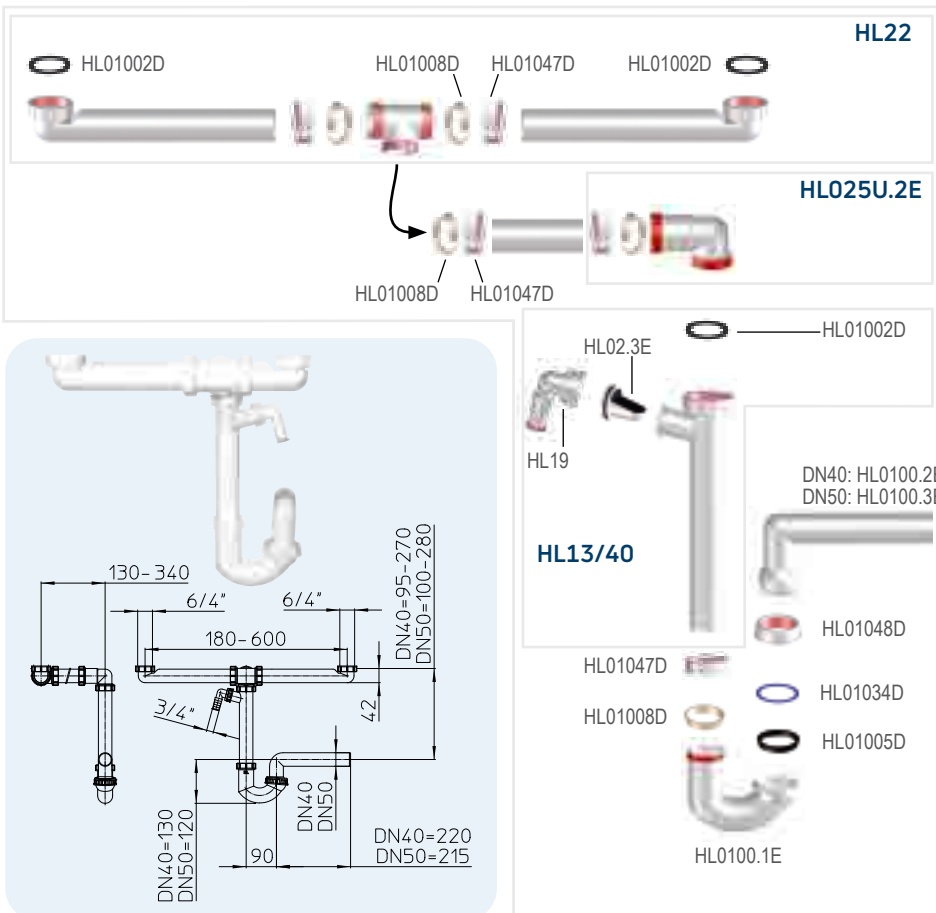 HL22
HL01002D
HL01008D
HL01047D
HL01002D
HL025U.2E
HL01008D
HL01047D
HL01002D
HL02.3E
HL19
DN40: HL0100.2E
DN50: HL0100.3E
HL13/40
HL01048D
HL01047D
HL01034D
HL01008D
HL01005D
HL0100.1E
130-340
6/4"
6/4"
180-600
DN40=95-270
DN50=100-280
42
3/4"
DN40=130
DN50=120
90
DN40
DN50
DN40=220
DN50=215